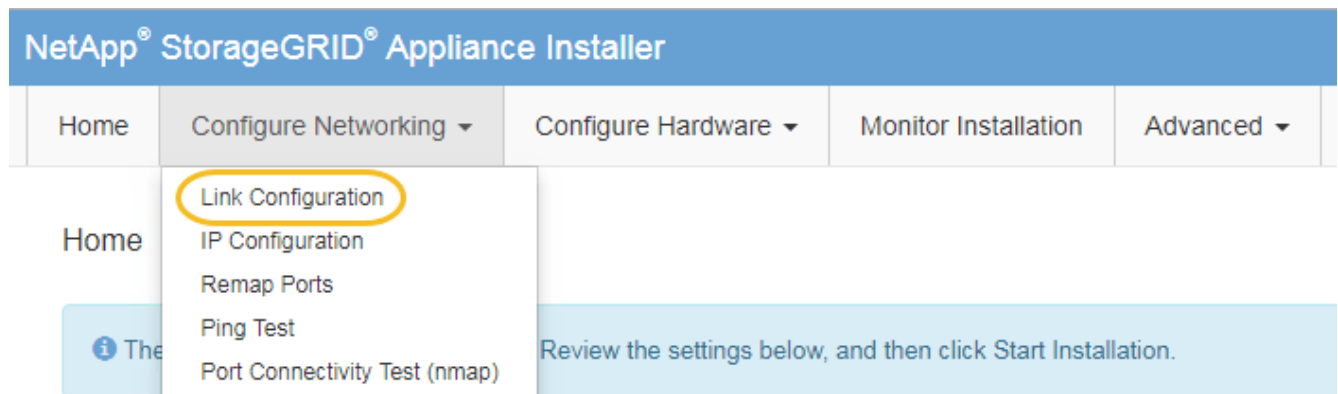 NetApp® StorageGRID® Appliance Installer
Home Configure Networking Configure Hardware Monitor Installation Advanced
Link Configuration
Home
IP Configuration
Remap Ports
Ping Test
The
Review the settings below, and then click Start Installation.
Port Connectivity Test (nmap)